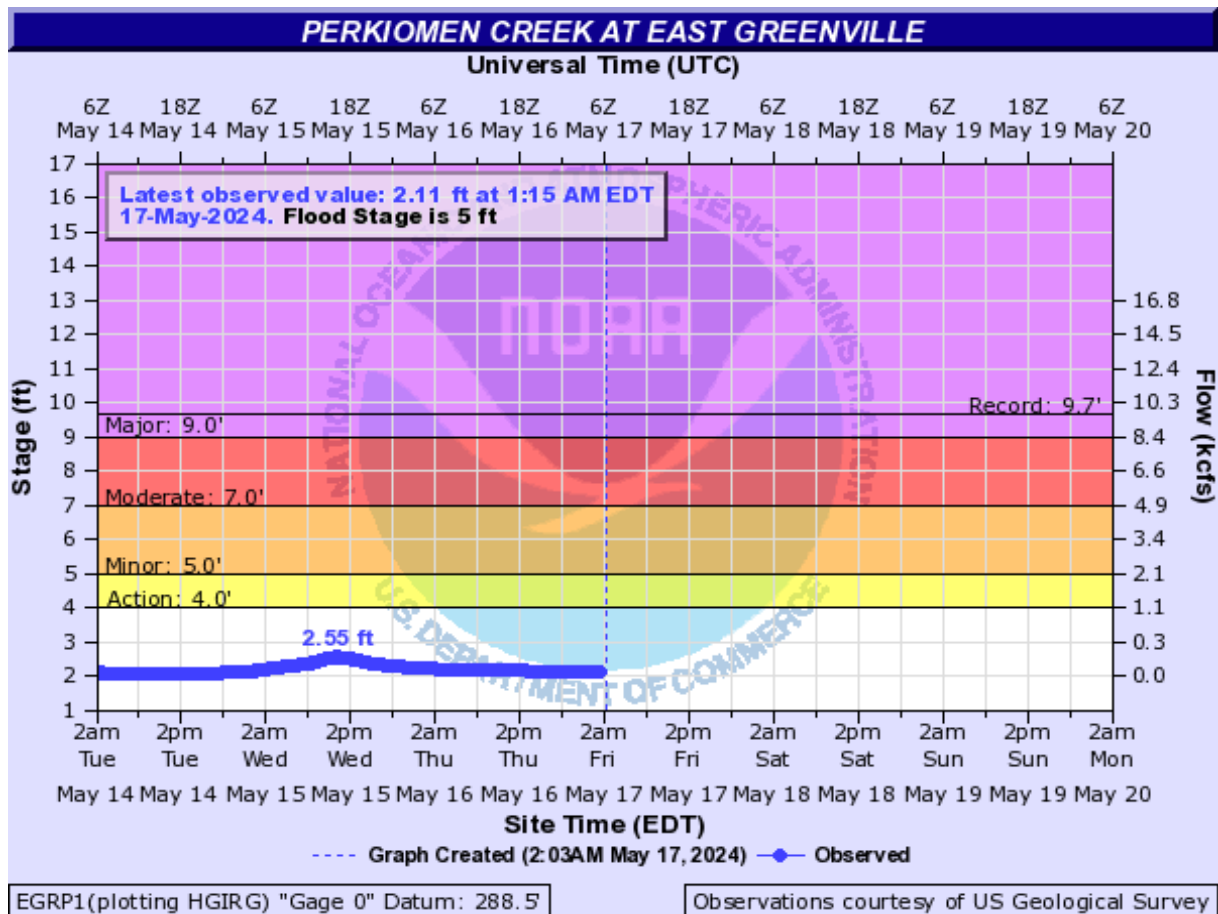 PERKIOMEN CREEK AT EAST GREENVILLE
Universal Time (UTC)
6Z 18Z 6Z 18Z 6Z 18Z 6Z 18Z 6Z 18Z 6Z 18Z 6Z
May 14 May 14 May 15 May 15 May 16 May 16 May 17 May 17 May 18 May 18 May 19 May 19 May 20
Latest observed value: 2.11 ft at 1:15 AM EDT
17-May-2024. Flood Stage is 5 ft
17
16
15
14
13 16.8
12 14.5
11 12.4
10 10.3
Record: 9.7'
Major: 9.0'
9 8.4
8 6.6
Moderate: 7.0'
7 4.9
6 3.4
Minor: 5.0'
5 2.1
Action: 4.0'
4 1.1
3 0.3
2.55 ft
2 0.0
1
Stage (ft)
Flow (kcfs)
NATIONAL OCEANIC AND ATMOSPHERIC ADMINISTRATION
NOAA
U.S. DEPARTMENT OF COMMERCE
2am 2pm 2am 2pm 2am 2pm 2am 2pm 2am 2pm 2am 2pm 2am
Tue Tue Wed Wed Thu Thu Fri Fri Sat Sat Sun Sun Mon
May 14 May 14 May 15 May 15 May 16 May 16 May 17 May 17 May 18 May 18 May 19 May 19 May 20
Site Time (EDT)
Graph Created (2:03AM May 17, 2024) Observed
EGRP1(plotting HGIRG) "Gage 0" Datum: 288.5'
Observations courtesy of US Geological Survey